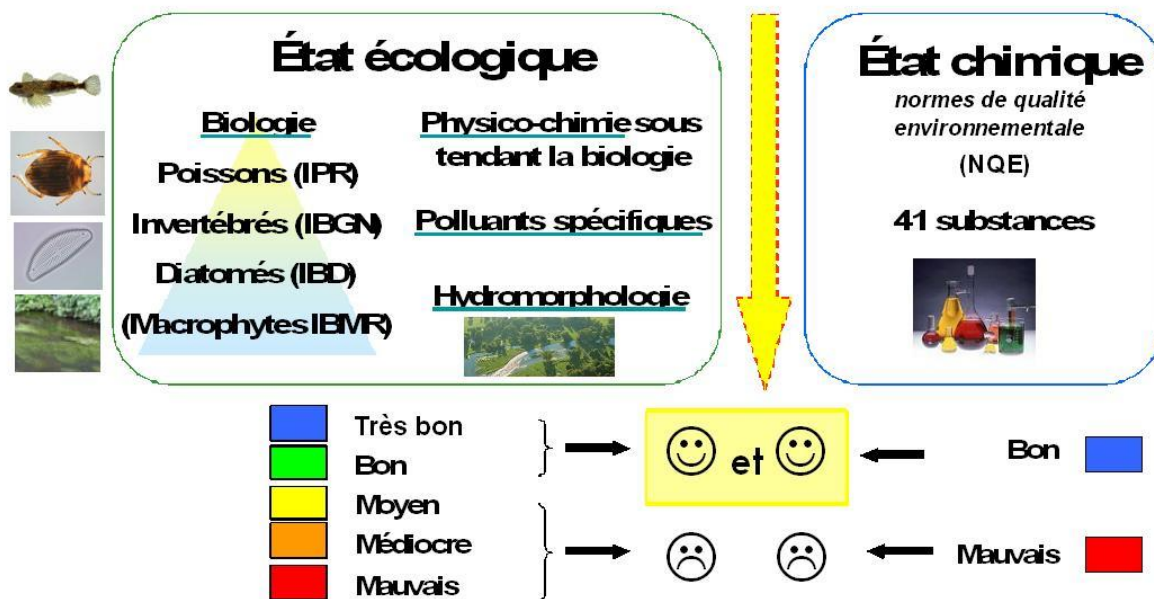 État écologique
Biologie
Poissons (IPR)
Invertébrés (IBGN)
Diatomés (IBD)
(Macrophytes IBMR)
Physico-chimie sous
tendant la biologie
Polluants spécifiques
Hydromorphologie
État chimique
normes de qualité
environnementale
(NQE)
41 substances
Très bon
Bon
Moyen
Médiocre
Mauvais
et
Bon
Mauvais